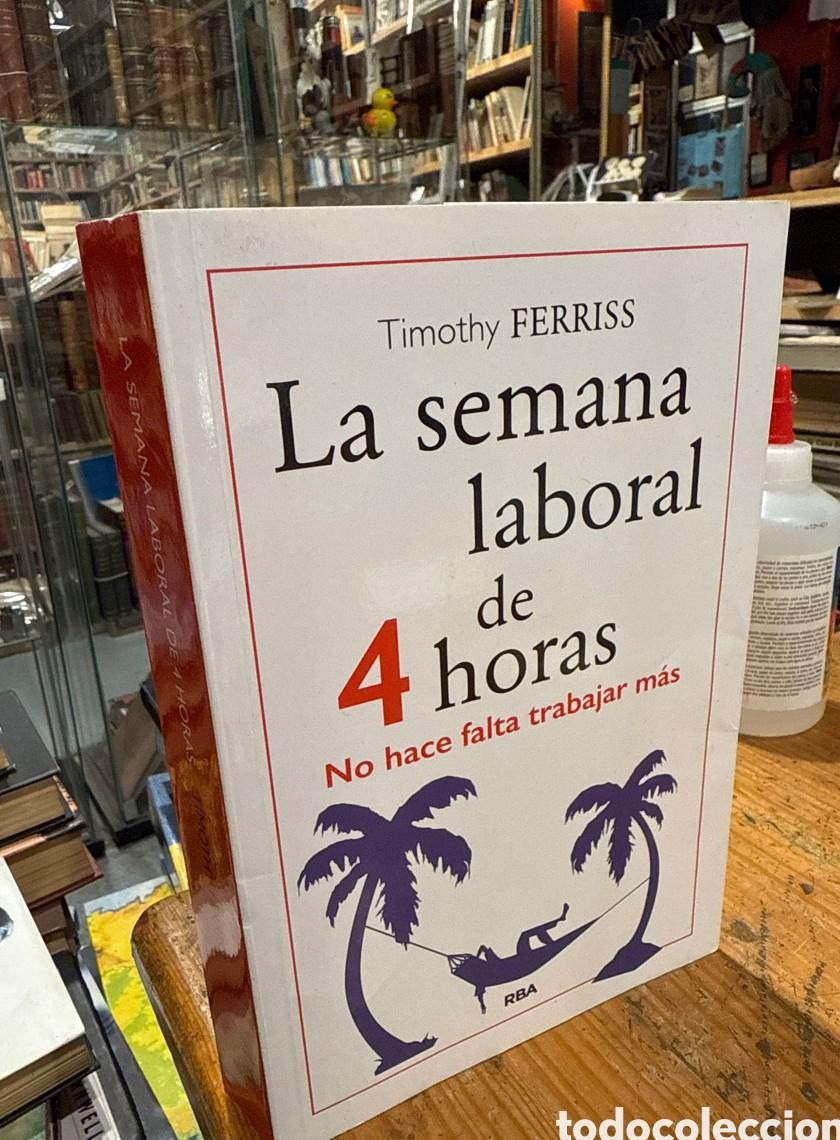 Timothy FERRISS
La semana
laboral
de
4 horas
No hace falta trabajar más
RBA
LA SEMANA LABORAL DE 4 HORAS
todocoleccion